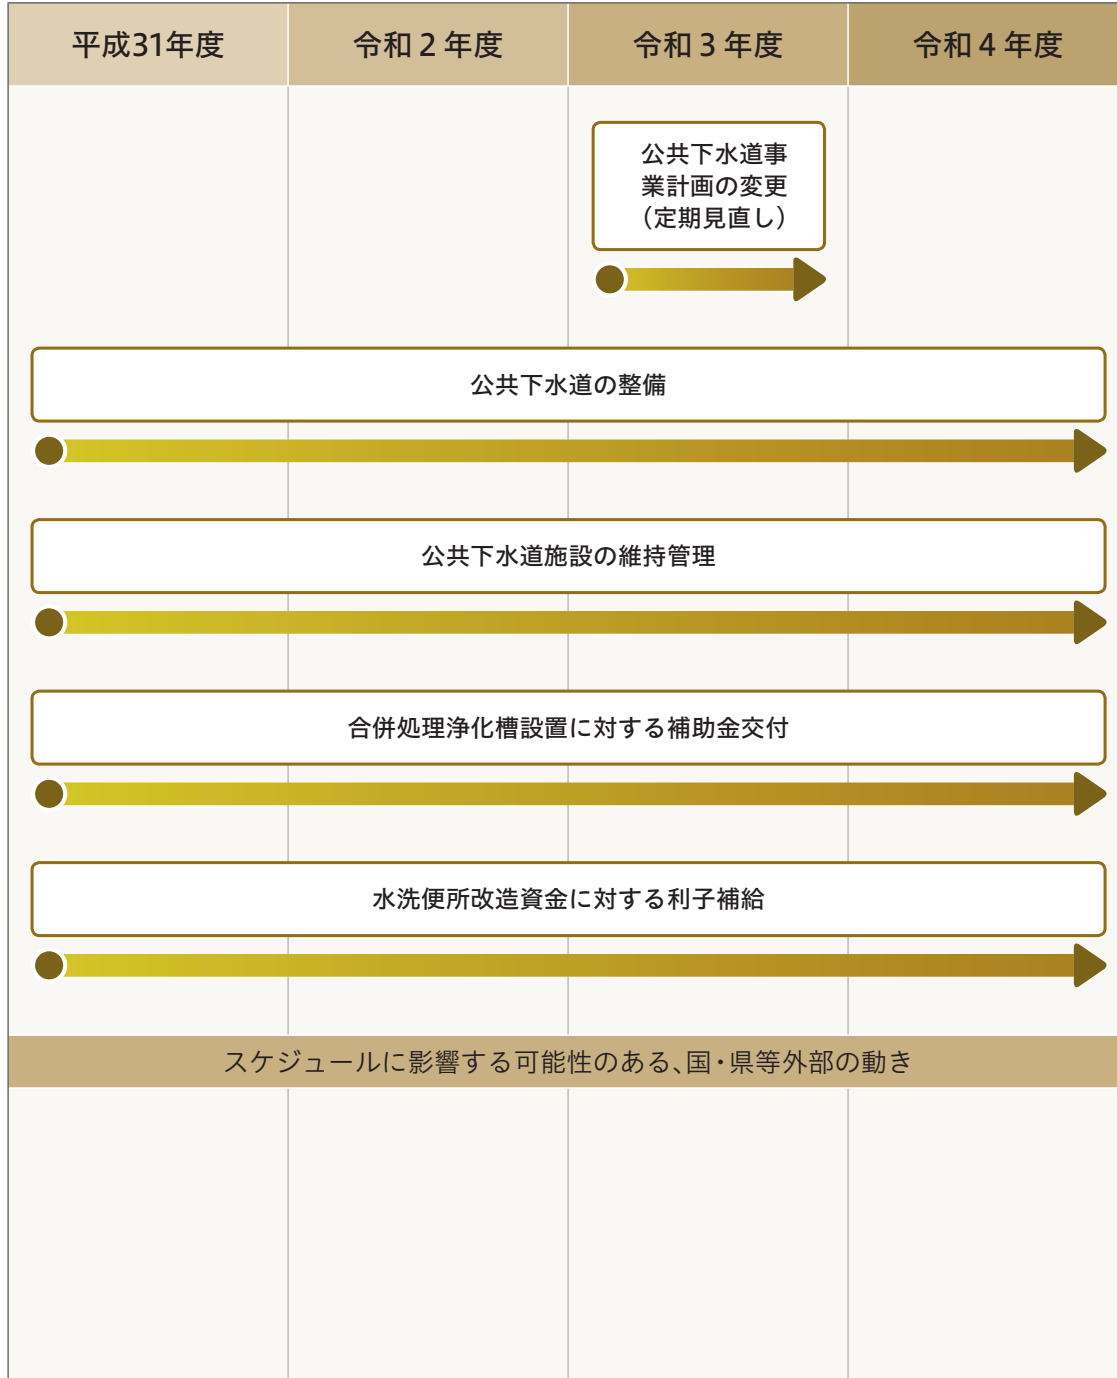 平成31年度
令和２年度
令和３年度
令和４年度
公共下水道事
業計画の変更
（定期見直し）
公共下水道の整備
公共下水道施設の維持管理
合併処理浄化槽設置に対する補助金交付
水洗便所改造資金に対する利子補給
スケジュールに影響する可能性のある、国・県等外部の動き